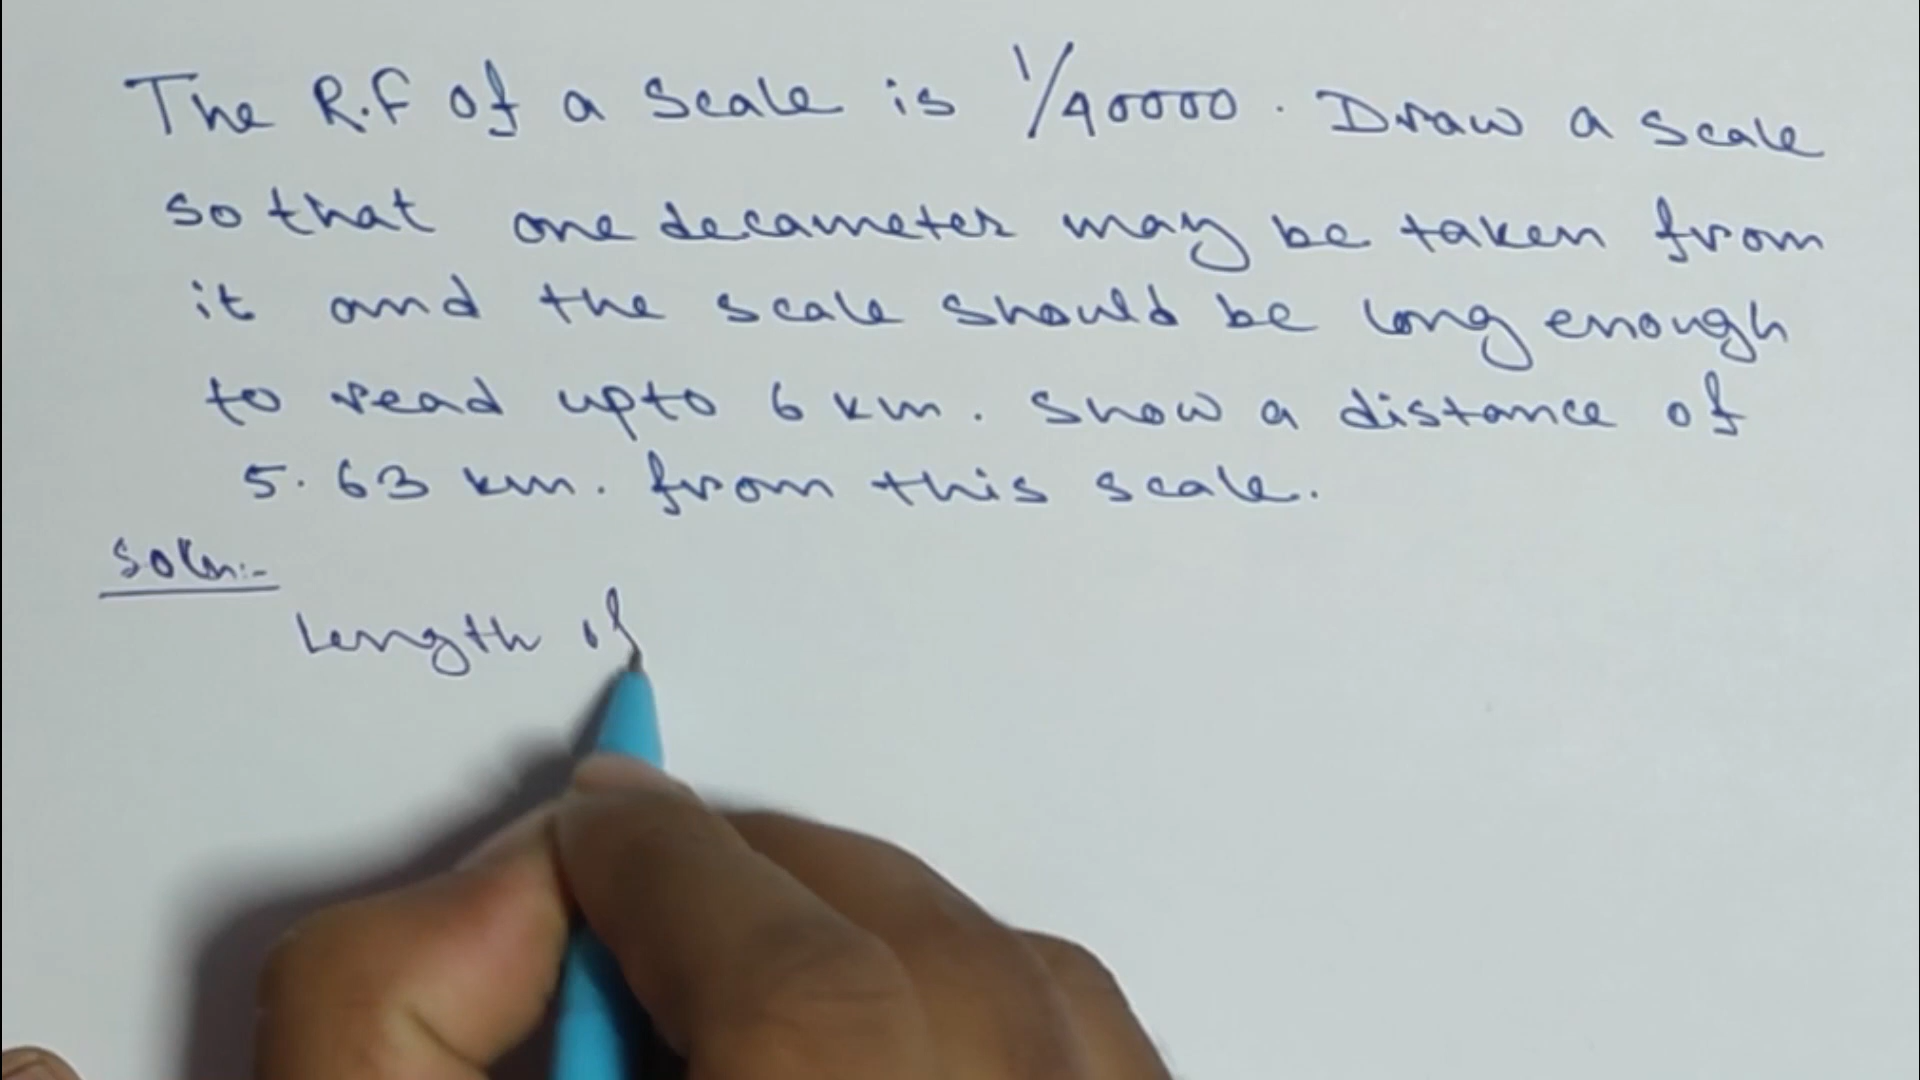 The R.F of a scale is 1/40000. Draw a scale
so that one decameter may be taken from
it and the scale should be long enough
to read upto 6 km. Show a distance of
5.63 km. from this scale.
Soln:-
Length of